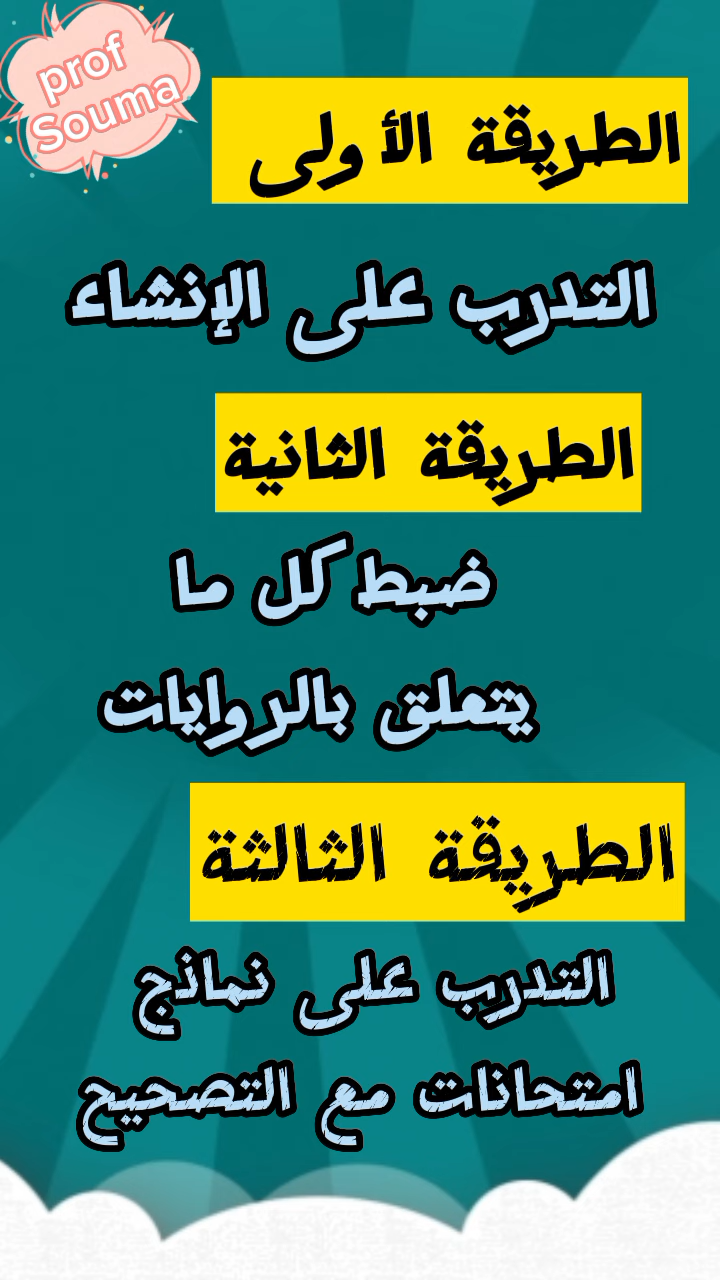 prof
Souma
الطريقة الأولى
التدرب على الإنشاء
الطريقة الثانية
ضبط كل ما
يتعلق بالروايات
الطريقة الثالثة
التدرب على نماذج
امتحانات مع التصحيح